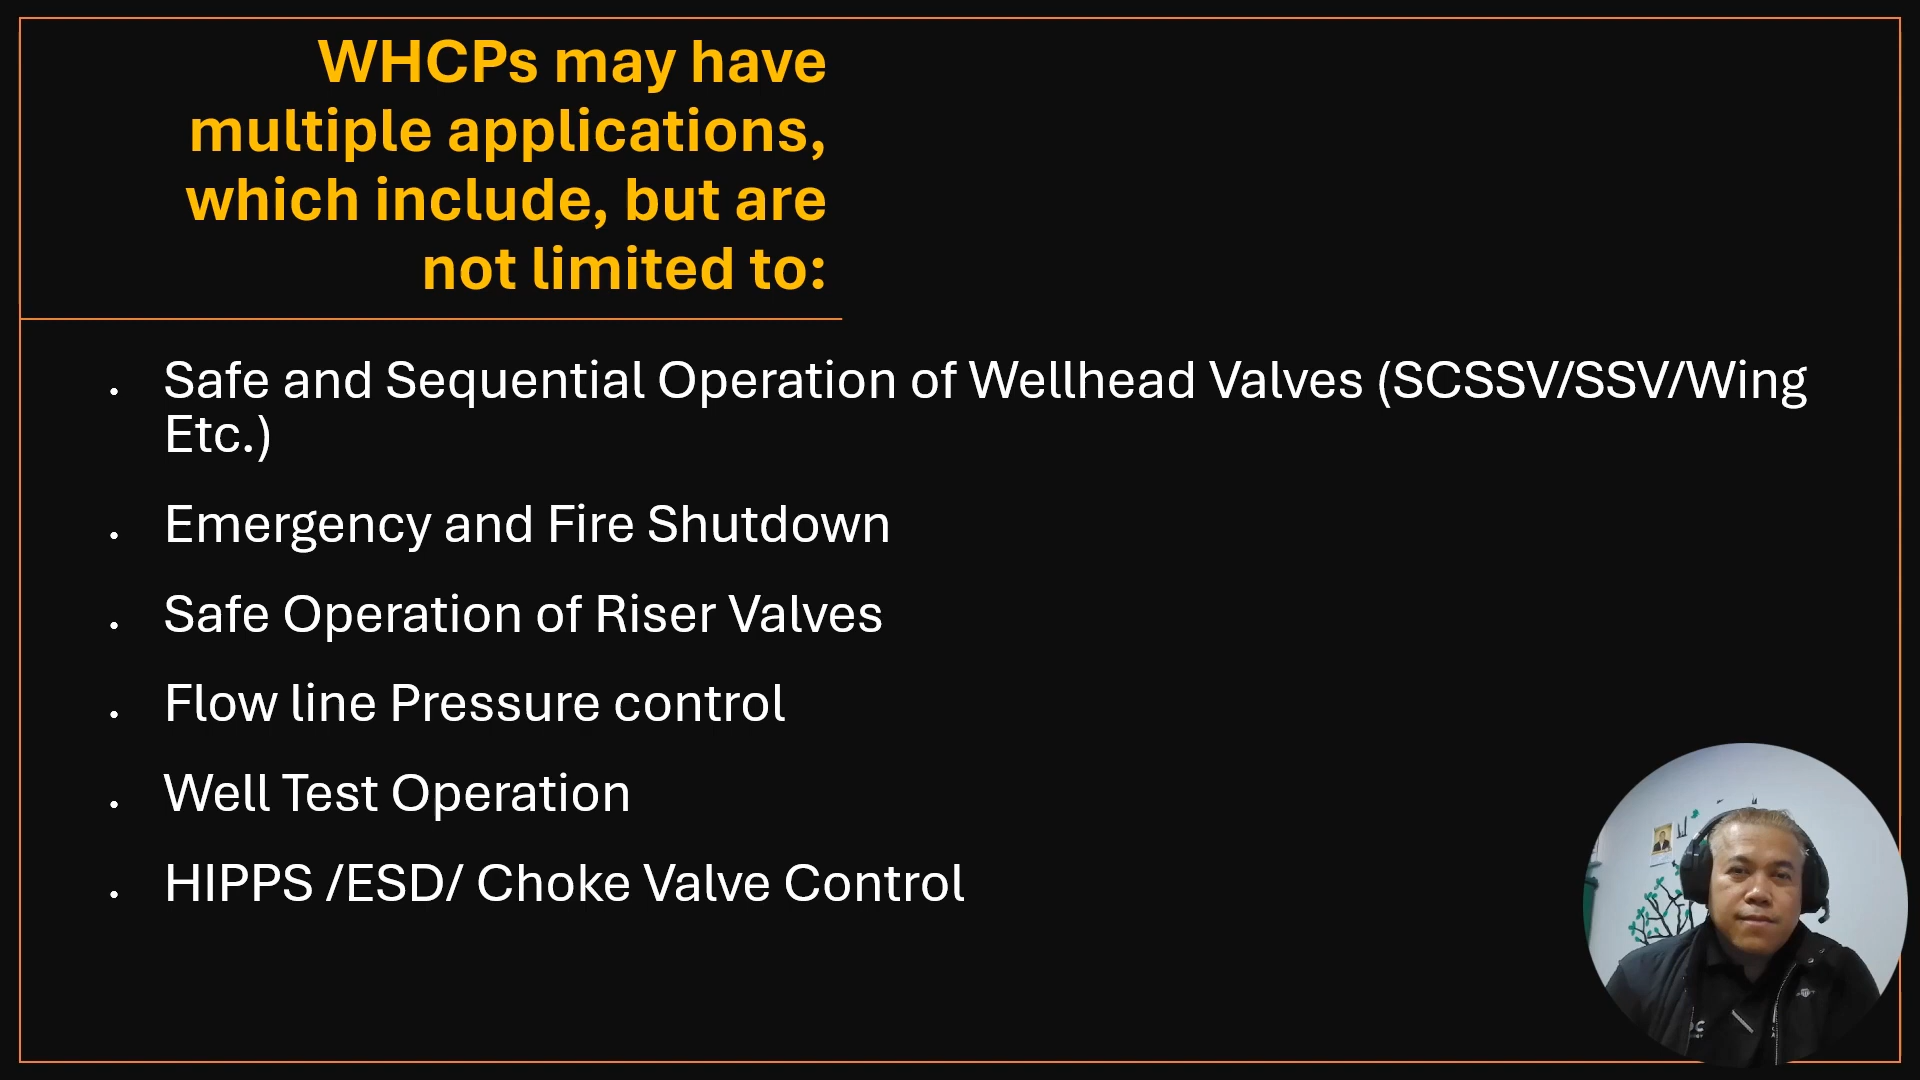 WHCPs may have
multiple applications,
which include, but are
not limited to:
Safe and Sequential Operation of Wellhead Valves (SCSSV/SSV/Wing
Etc.)
Emergency and Fire Shutdown
Safe Operation of Riser Valves
Flow line Pressure control
Well Test Operation
HIPPS /ESD/ Choke Valve Control